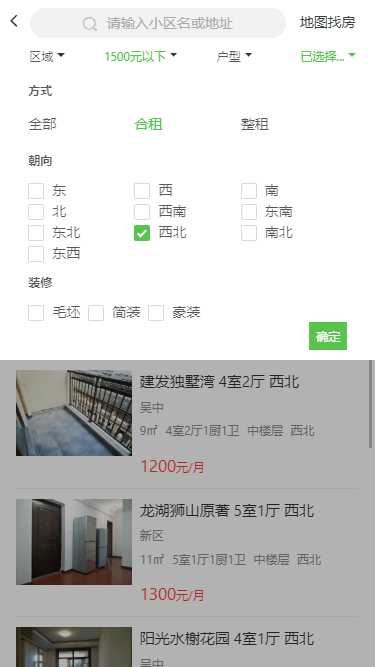 请输入小区名或地址 地图找房
区域 1500元以下 户型 已选择...
方式
全部 合租 整租
朝向
东 西 南
北 西南 东南
东北 西北 南北
东西
装修
毛坯 简装 豪装
确定
建发独墅湾 4室2厅 西北
吴中
9㎡ 4室2厅1厨1卫 中楼层 西北
1200元/月
龙湖狮山原著 5室1厅 西北
新区
11㎡ 5室1厅1厨1卫 中楼层 西北
1300元/月
阳光水榭花园 4室1厅 西北
吴中